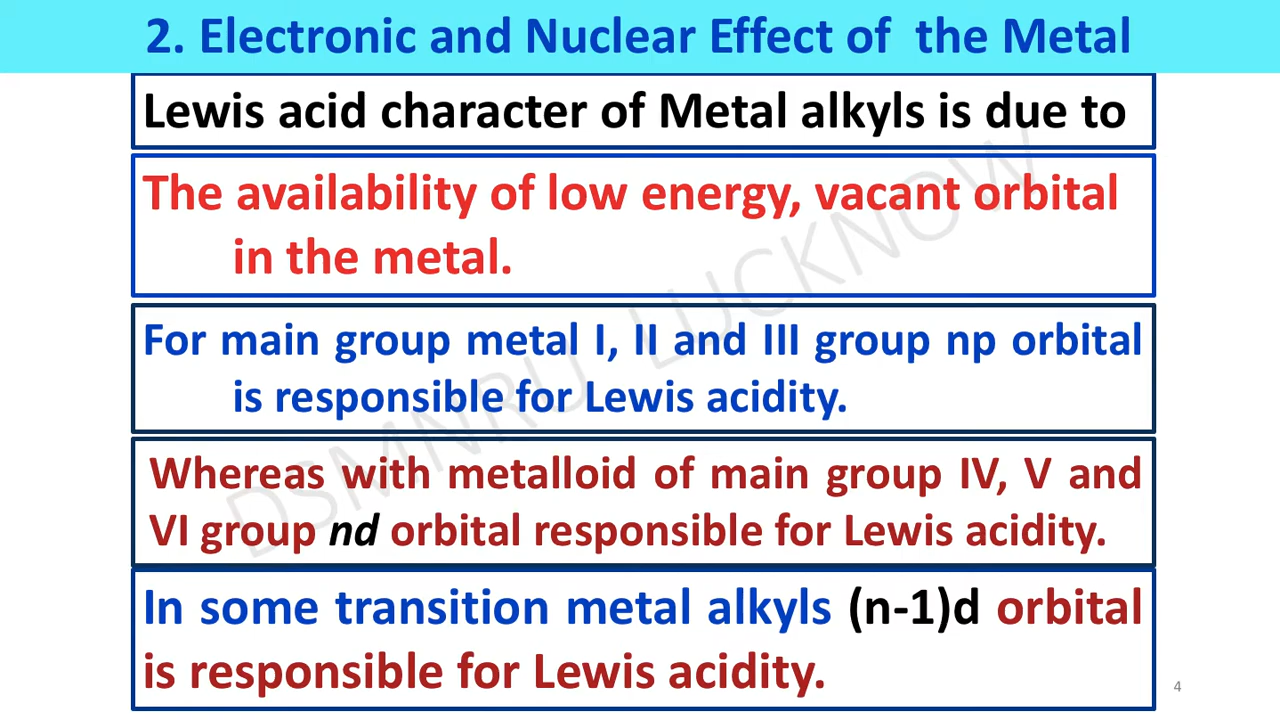 2. Electronic and Nuclear Effect of the Metal
Lewis acid character of Metal alkyls is due to
The availability of low energy, vacant orbital
in the metal.
For main group metal I, II and III group np orbital
is responsible for Lewis acidity.
Whereas with metalloid of main group IV, V and
VI group nd orbital responsible for Lewis acidity.
In some transition metal alkyls (n-1)d orbital
is responsible for Lewis acidity.
DSMNRU LUCKNOW
4